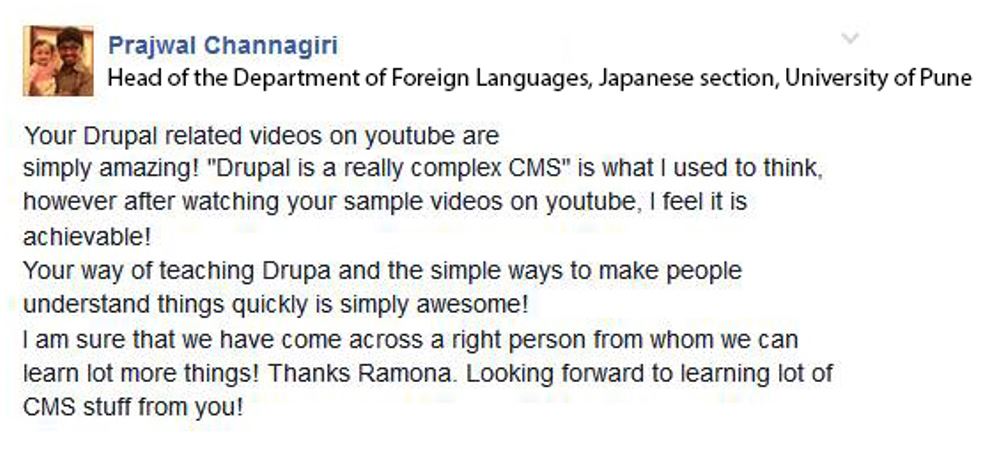 Prajwal Channagiri
Head of the Department of Foreign Languages, Japanese section, University of Pune
Your Drupal related videos on youtube are
simply amazing! "Drupal is a really complex CMS" is what I used to think,
however after watching your sample videos on youtube, I feel it is
achievable!
Your way of teaching Drupa and the simple ways to make people
understand things quickly is simply awesome!
I am sure that we have come across a right person from whom we can
learn lot more things! Thanks Ramona. Looking forward to learning lot of
CMS stuff from you!